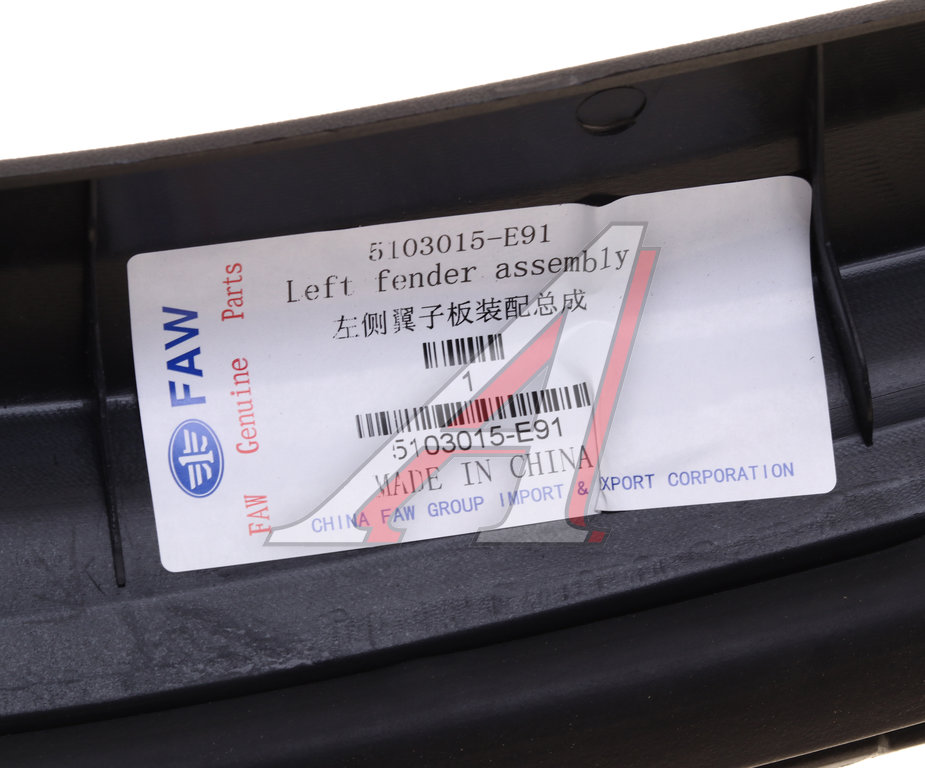 5103015-E91
Left fender assembly
左侧翼子板装配总成
1
5103015-E91
MADE IN CHINA
CHINA FAW GROUP IMPORT & XPORT CORPORATION
FAW
FAW Genuine Parts